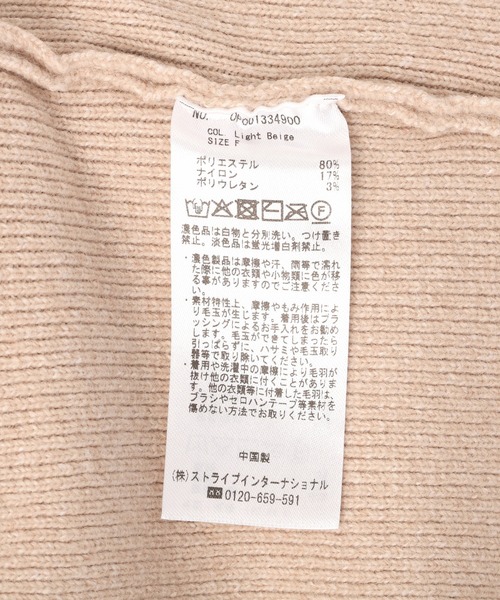 NO. 0F001334900
COL Light Beige
SIZE F
ポリエステル 80%
ナイロン 17%
ポリウレタン 3%
濃色品は白物と分別洗い。つけ置き
禁止。淡色品は蛍光増白剤禁止。
・濃色製品は摩擦や汗、雨等で濡れ
た際に他の衣類や小物類に色が移
る事がありますのでご注意くださ
い。
・素材特性上、摩擦やもみ作用によ
り毛玉が生じます。着用後はブラ
ッシングによるお手入れをお勧め
します。毛玉ができてしまったら
引っぱらずに、ハサミや毛玉取り
器等で取り除いてください。
・着用や洗濯中の摩擦により毛羽が
抜け他の衣類に付くことがありま
す。他の衣類等に付着した毛羽は、
ブラシやセロハンテープ等素材を
傷めない方法でお取りください。
中国製
(株)ストライプインターナショナル
0120-659-591